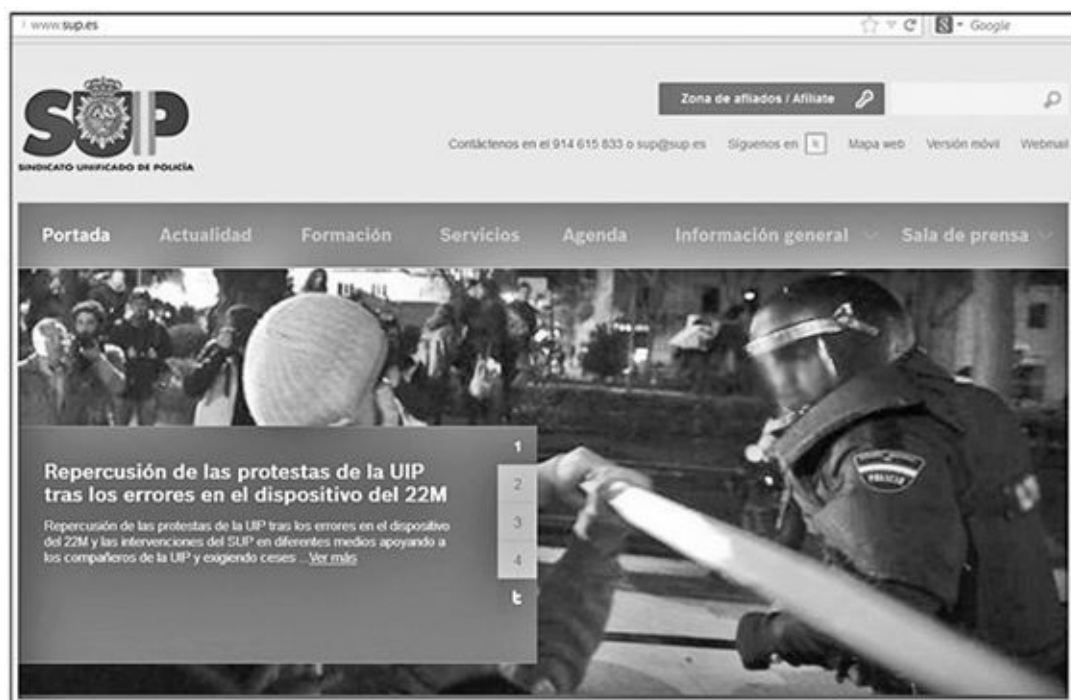 www.sup.es
Google
SUP
SINDICATO UNIFICADO DE POLICÍA
Zona de afiliados / Afíliate
Contáctenos en el 914 615 833 o sup@sup.es Síguenos en t Mapa web Versión móvil Webmail
Portada Actualidad Formación Servicios Agenda Información general Sala de prensa
Repercusión de las protestas de la UIP
tras los errores en el dispositivo del 22M
Repercusión de las protestas de la UIP tras los errores en el dispositivo
del 22M y las intervenciones del SUP en diferentes medios apoyando a
los compañeros de la UIP y exigiendo ceses ...Ver más
1
2
3
4
t
POLICIA